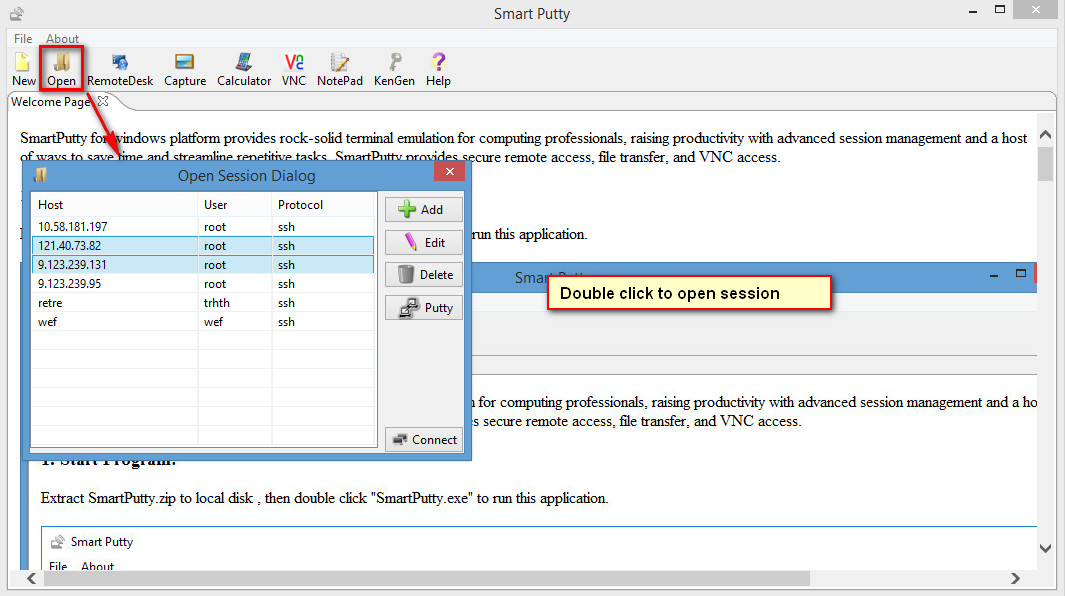 Smart Putty
File About
New Open RemoteDesk Capture Calculator VNC NotePad KenGen Help
Welcome Page
SmartPutty for windows platform provides rock-solid terminal emulation for computing professionals, raising productivity with advanced session management and a host
of ways to save time and streamline repetitive tasks. SmartPutty provides secure remote access, file transfer, and VNC access.
Open Session Dialog
Host User Protocol
10.58.181.197 root ssh
121.40.73.82 root ssh
9.123.239.131 root ssh
9.123.239.95 root ssh
retre trhth ssh
wef wef ssh
Add
Edit
Delete
Putty
Connect
run this application.
Smart
Double click to open session
for computing professionals, raising productivity with advanced session management and a ho
secure remote access, file transfer, and VNC access.
1. Start Program:
Extract SmartPutty.zip to local disk , then double click "SmartPutty.exe" to run this application.
Smart Putty
File About